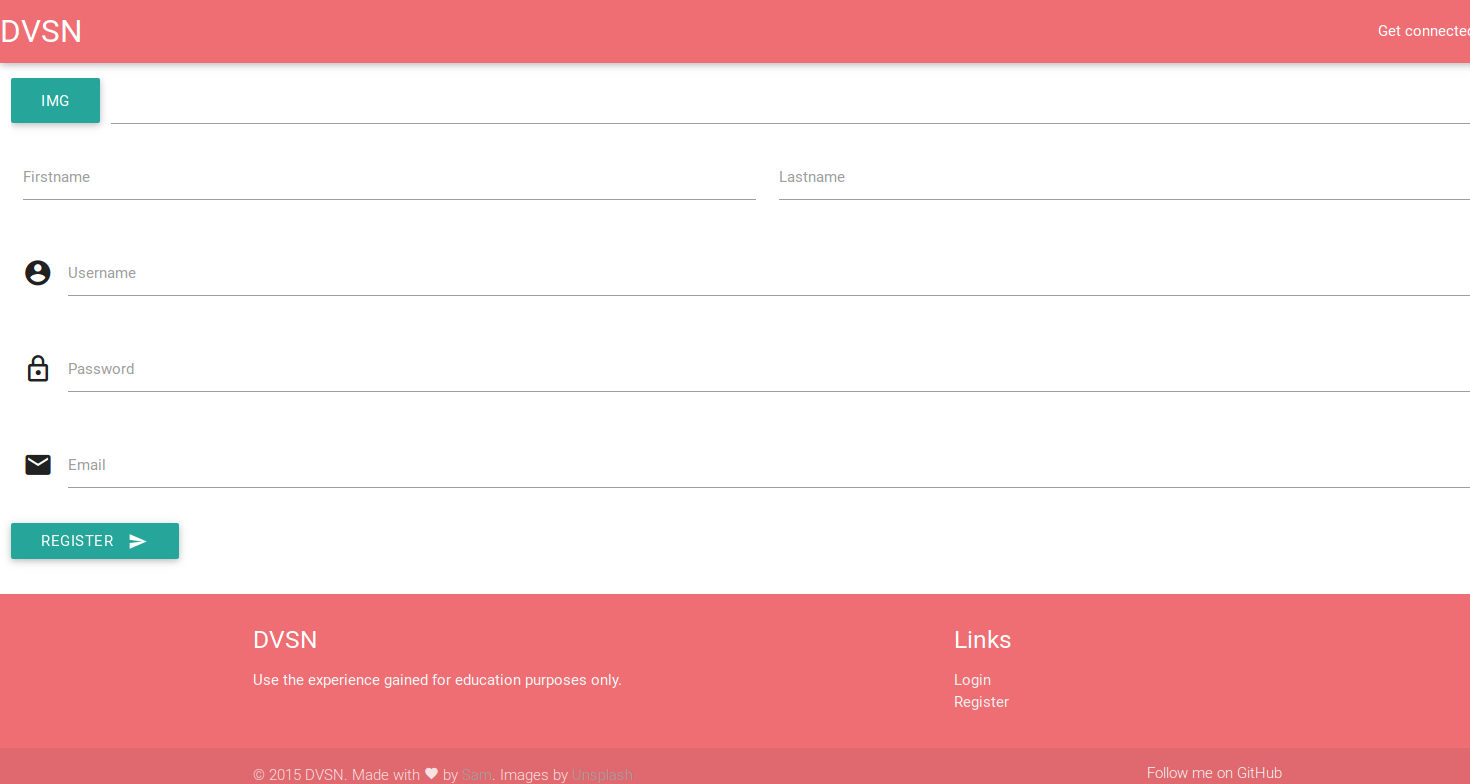 DVSN
Get connected
IMG
Firstname
Lastname
Username
Password
Email
REGISTER
DVSN
Links
Use the experience gained for education purposes only.
Login
Register
© 2015 DVSN. Made with ♥ by Sam. Images by Unsplash
Follow me on GitHub